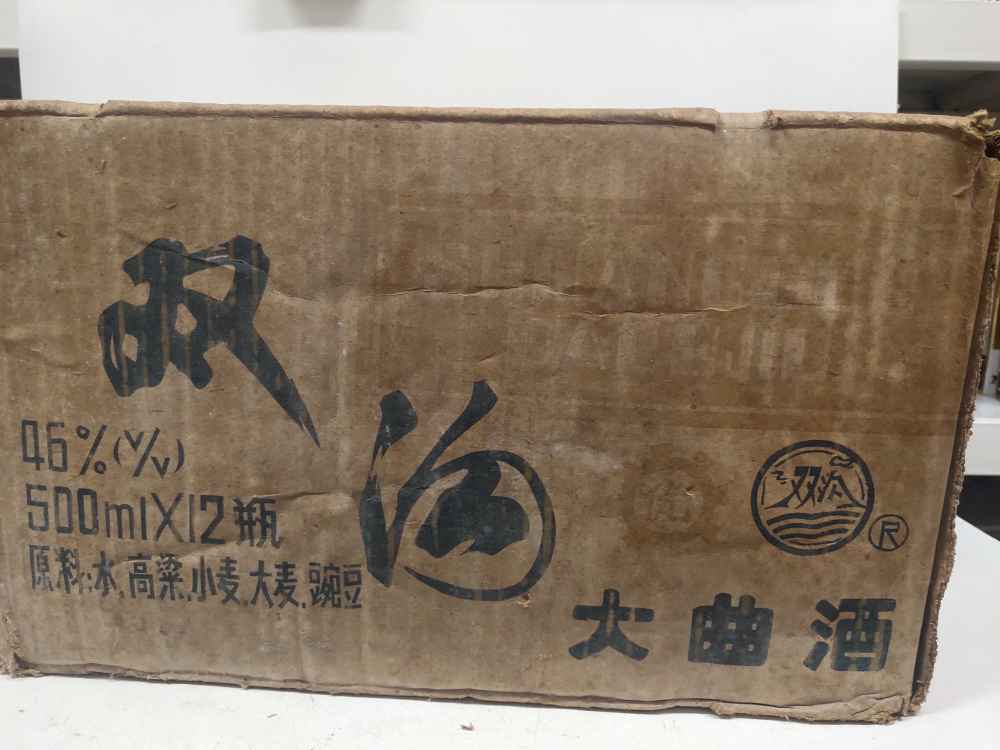 双沟
46%(V/V)
500ml×12瓶
原料:水,高粱,小麦,大麦,豌豆
双沟
R
大曲酒